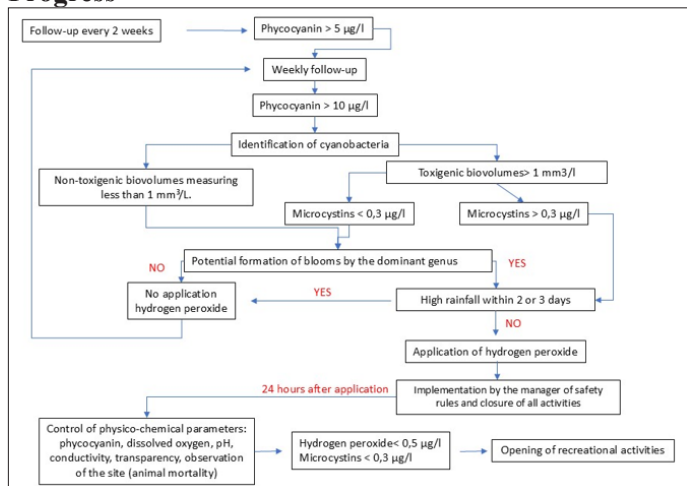 Progress
Follow-up every 2 weeks
Phycocyanin > 5 µg/l
Weekly follow-up
Phycocyanin > 10 µg/l
Identification of cyanobacteria
Non-toxigenic biovolumes measuring
less than 1 mm³/L.
Toxigenic biovolumes> 1 mm3/l
Microcystins < 0,3 µg/l
Microcystins > 0,3 µg/l
Potential formation of blooms by the dominant genus
NO
YES
No application
hydrogen peroxide
YES
High rainfall within 2 or 3 days
NO
Application of hydrogen peroxide
24 hours after application
Implementation by the manager of safety
rules and closure of all activities
Control of physico-chemical parameters:
phycocyanin, dissolved oxygen, pH,
conductivity, transparency, observation
of the site (animal mortality)
Hydrogen peroxide< 0,5 µg/l
Microcystins < 0,3 µg/l
Opening of recreational activities